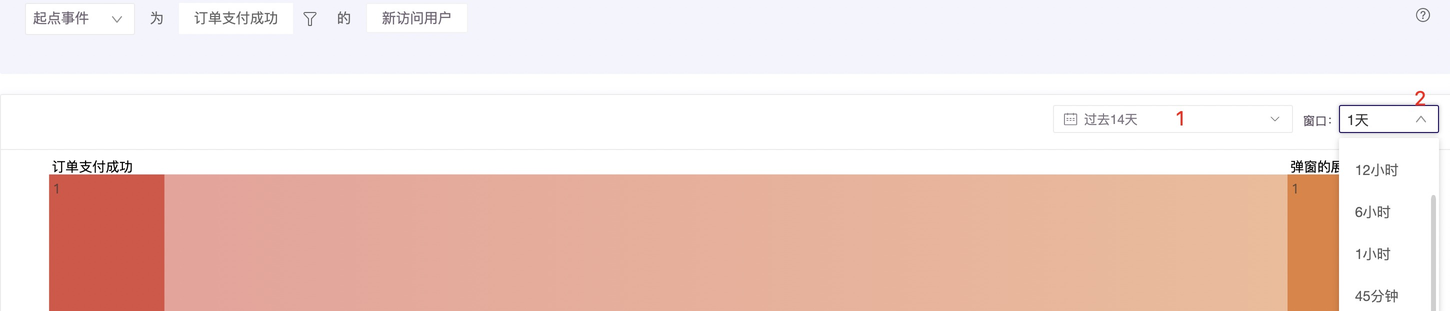 起点事件 为 订单支付成功 的 新访问用户
2
过去14天 1 窗口: 1天
订单支付成功 弹窗的展
1 1
12小时
6小时
1小时
45分钟